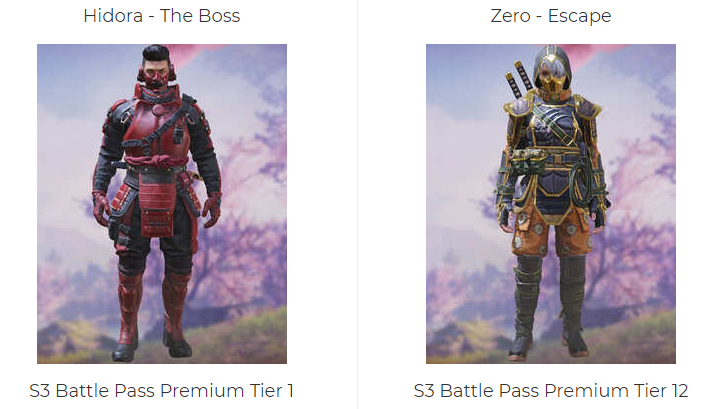 Hidora - The Boss
Zero - Escape
S3 Battle Pass Premium Tier 1
S3 Battle Pass Premium Tier 12